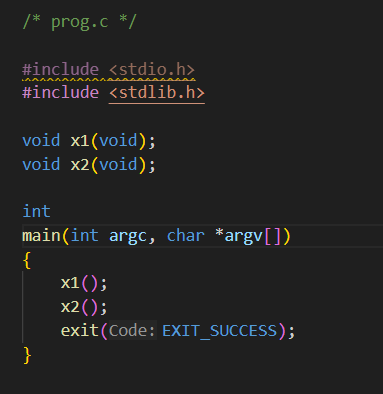 /* prog.c */
#include <stdio.h>
#include <stdlib.h>
void x1(void);
void x2(void);
int
main(int argc, char *argv[])
{
x1();
x2();
exit(Code: EXIT_SUCCESS);
}